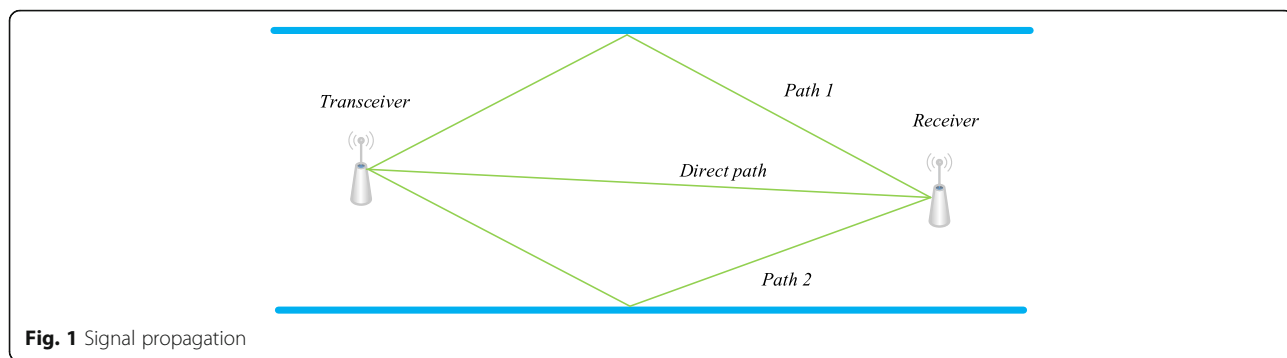 Path 1
Transceiver
Receiver
Direct path
Path 2
Fig. 1 Signal propagation